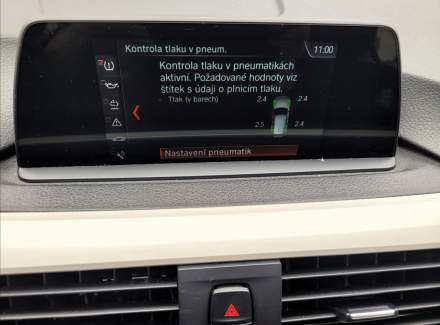 Kontrola tlaku v pneum. 11:00
Kontrola tlaku v pneumatikách
aktivní. Požadované hodnoty viz
štítek s údaji o plnicím tlaku.
· Tlak (v barech) 2.4 2.4
2.5 2.4
Nastavení pneumatik